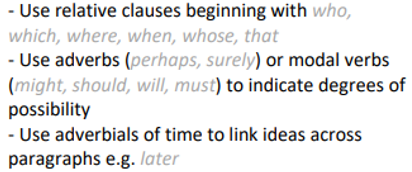 - Use relative clauses beginning with who,
which, where, when, whose, that
- Use adverbs (perhaps, surely) or modal verbs
(might, should, will, must) to indicate degrees of
possibility
- Use adverbials of time to link ideas across
paragraphs e.g. later